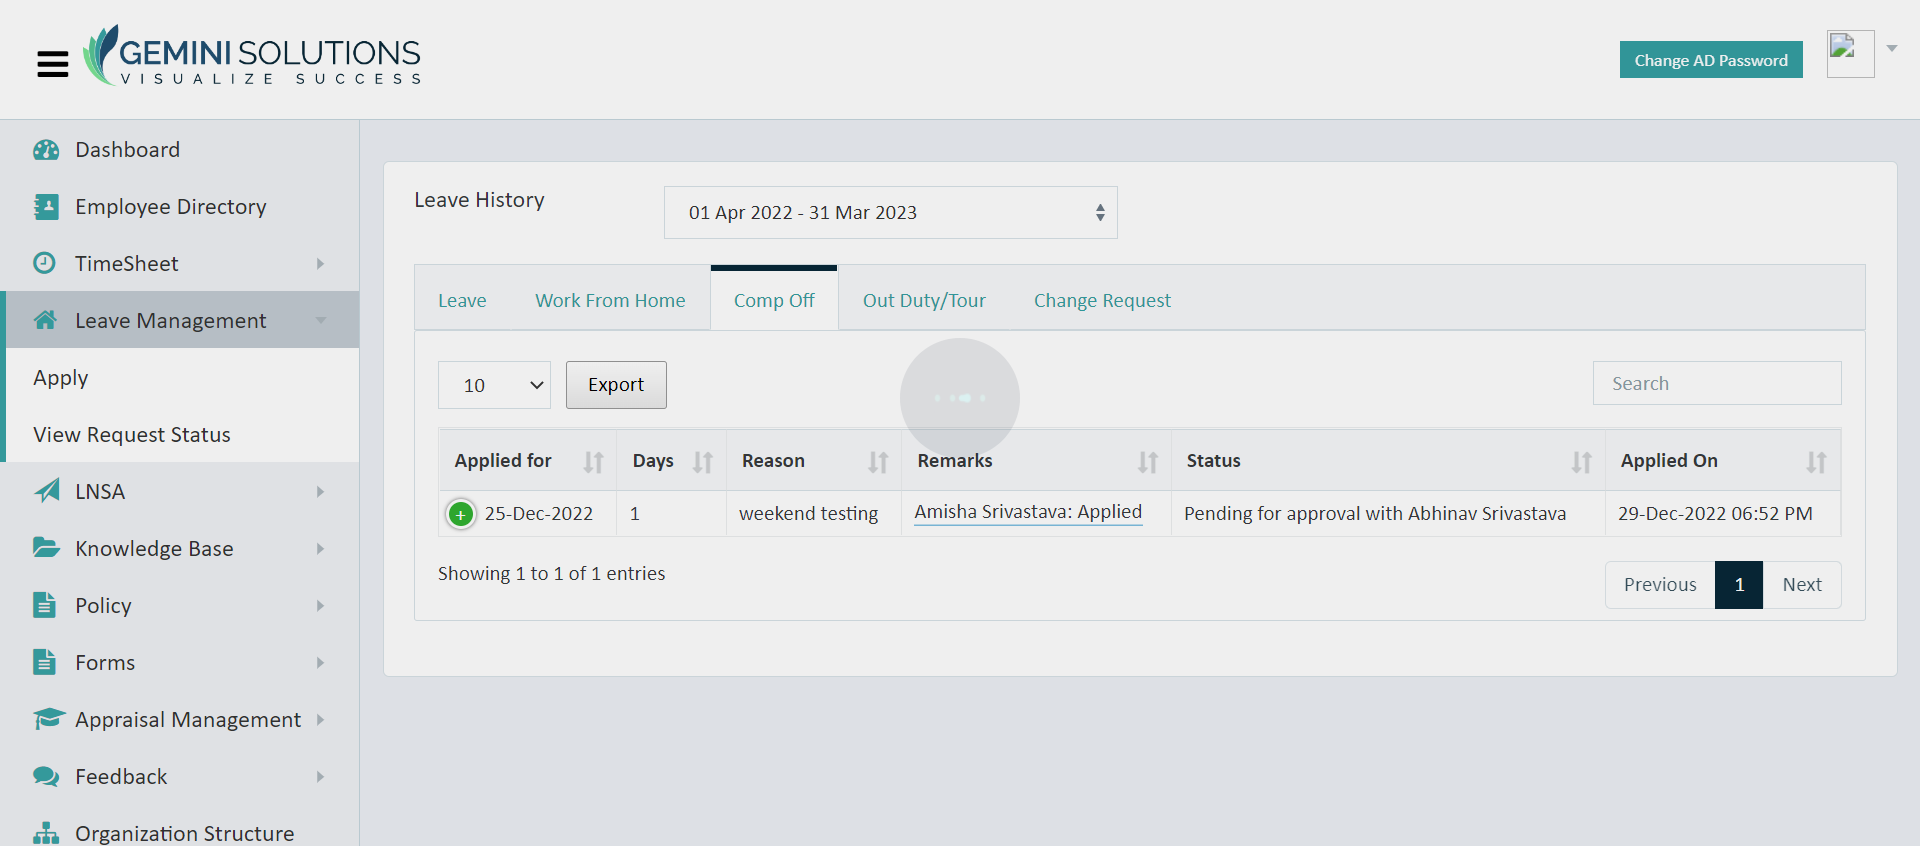 GEMINI SOLUTIONS
VISUALIZE SUCCESS
Change AD Password
Dashboard
Employee Directory
TimeSheet
Leave Management
Apply
View Request Status
LNSA
Knowledge Base
Policy
Forms
Appraisal Management
Feedback
Organization Structure
Leave History
01 Apr 2022 - 31 Mar 2023
Leave Work From Home Comp Off Out Duty/Tour Change Request
10 Export Search
Applied for Days Reason Remarks Status Applied On
25-Dec-2022 1 weekend testing Amisha Srivastava: Applied Pending for approval with Abhinav Srivastava 29-Dec-2022 06:52 PM
Showing 1 to 1 of 1 entries
Previous 1 Next